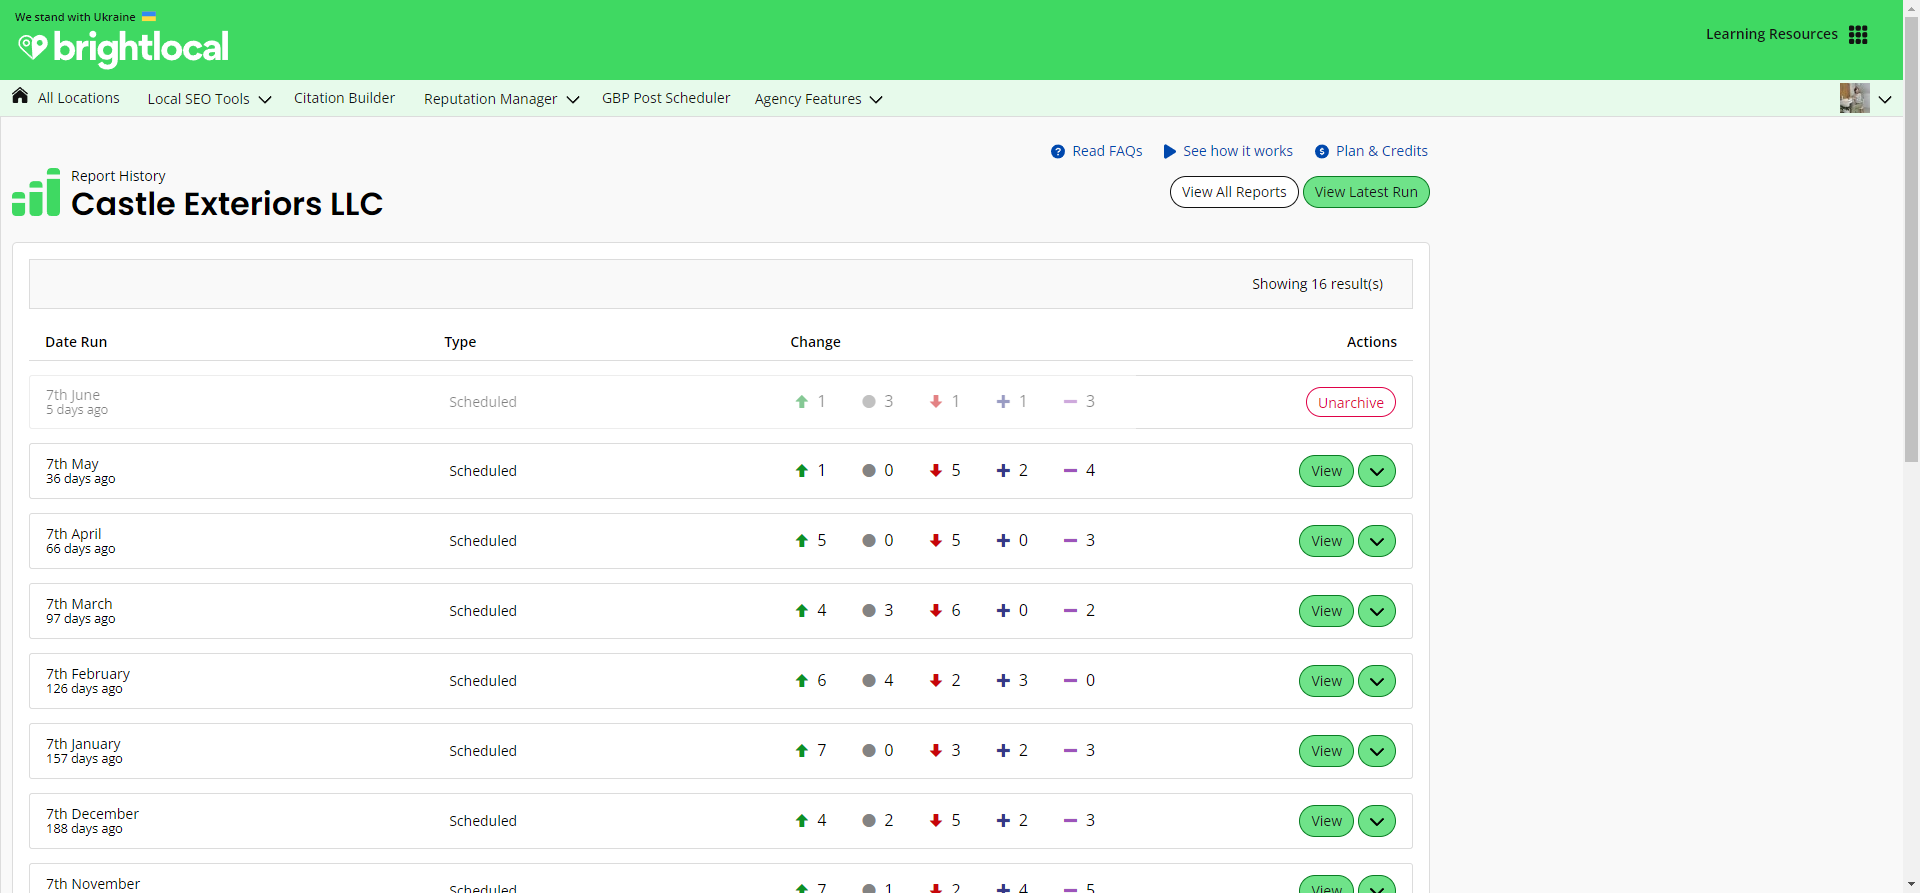 We stand with Ukraine
brightlocal
Learning Resources
All Locations Local SEO Tools Citation Builder Reputation Manager GBP Post Scheduler Agency Features
Read FAQs See how it works Plan & Credits
Report History
Castle Exteriors LLC
View All Reports View Latest Run
Showing 16 result(s)
Date Run Type Change Actions
7th June
5 days ago
Scheduled 1 3 1 1 3 Unarchive
7th May
36 days ago
Scheduled 1 0 5 2 4 View
7th April
66 days ago
Scheduled 5 0 5 0 3 View
7th March
97 days ago
Scheduled 4 3 6 0 2 View
7th February
126 days ago
Scheduled 6 4 2 3 0 View
7th January
157 days ago
Scheduled 7 0 3 2 3 View
7th December
188 days ago
Scheduled 4 2 5 2 3 View
7th November
Scheduled 7 1 2 4 5 View